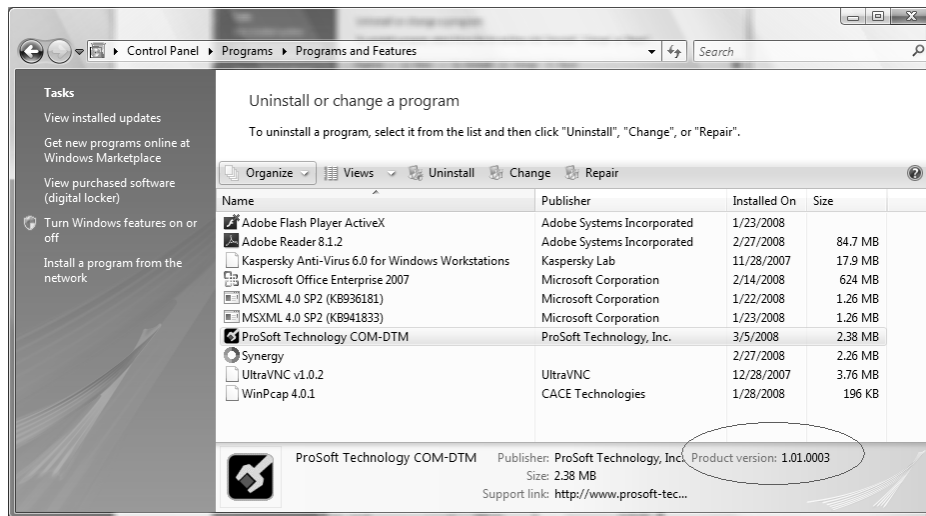 Control Panel ▸ Programs ▸ Programs and Features
Search
Tasks
View installed updates
Get new programs online at
Windows Marketplace
View purchased software
(digital locker)
Turn Windows features on or
off
Install a program from the
network
Uninstall or change a program
To uninstall a program, select it from the list and then click "Uninstall", "Change", or "Repair".
Organize Views Uninstall Change Repair
Name Publisher Installed On Size
Adobe Flash Player ActiveX Adobe Systems Incorporated 1/23/2008
Adobe Reader 8.1.2 Adobe Systems Incorporated 2/27/2008 84.7 MB
Kaspersky Anti-Virus 6.0 for Windows Workstations Kaspersky Lab 11/28/2007 17.9 MB
Microsoft Office Enterprise 2007 Microsoft Corporation 2/14/2008 624 MB
MSXML 4.0 SP2 (KB936181) Microsoft Corporation 1/22/2008 1.26 MB
MSXML 4.0 SP2 (KB941833) Microsoft Corporation 1/23/2008 1.26 MB
ProSoft Technology COM-DTM ProSoft Technology, Inc. 3/5/2008 2.38 MB
Synergy 2/27/2008 2.26 MB
UltraVNC v1.0.2 UltraVNC 12/28/2007 3.76 MB
WinPcap 4.0.1 CACE Technologies 1/28/2008 196 KB
ProSoft Technology COM-DTM Publisher: ProSoft Technology, Inc. Product version: 1.01.0003
Size: 2.38 MB
Support link: http://www.prosoft-tec...